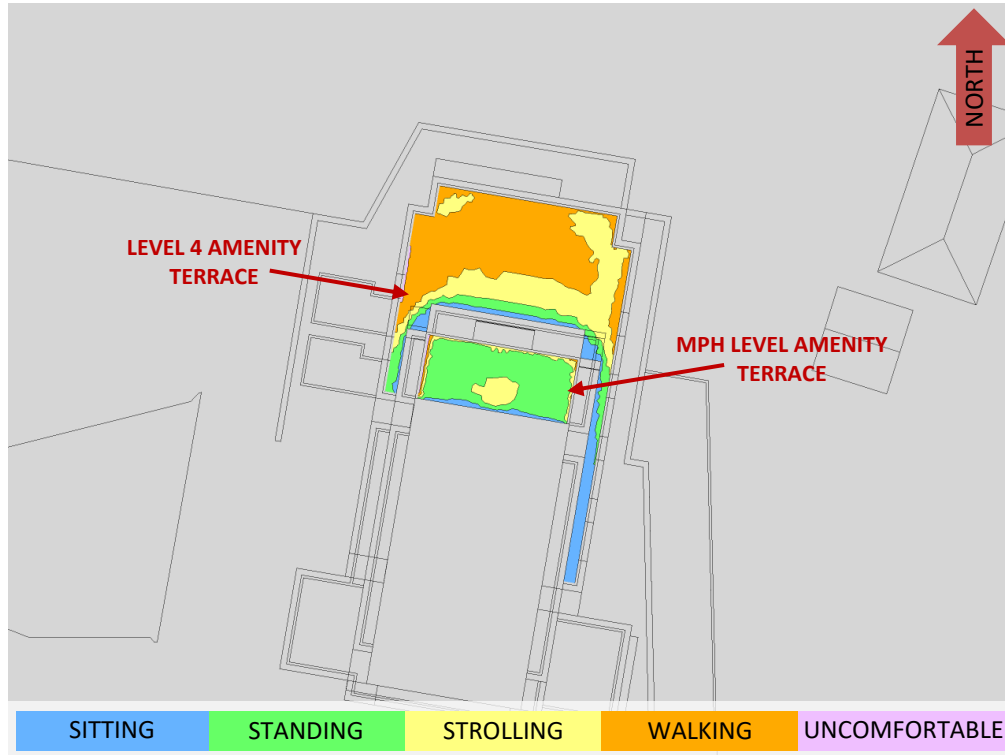 NORTH
LEVEL 4 AMENITY
TERRACE
MPH LEVEL AMENITY
TERRACE
SITTING
STANDING
STROLLING
WALKING
UNCOMFORTABLE